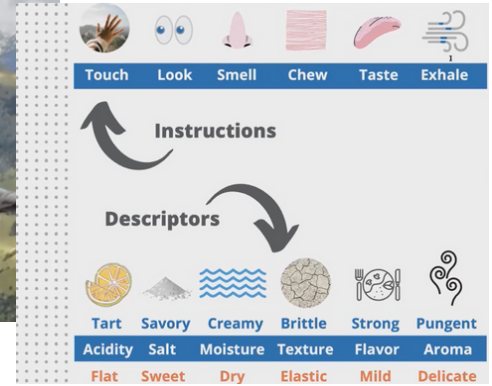 Touch Look Smell Chew Taste Exhale
Instructions
Descriptors
Tart Savory Creamy Brittle Strong Pungent
Acidity Salt Moisture Texture Flavor Aroma
Flat Sweet Dry Elastic Mild Delicate